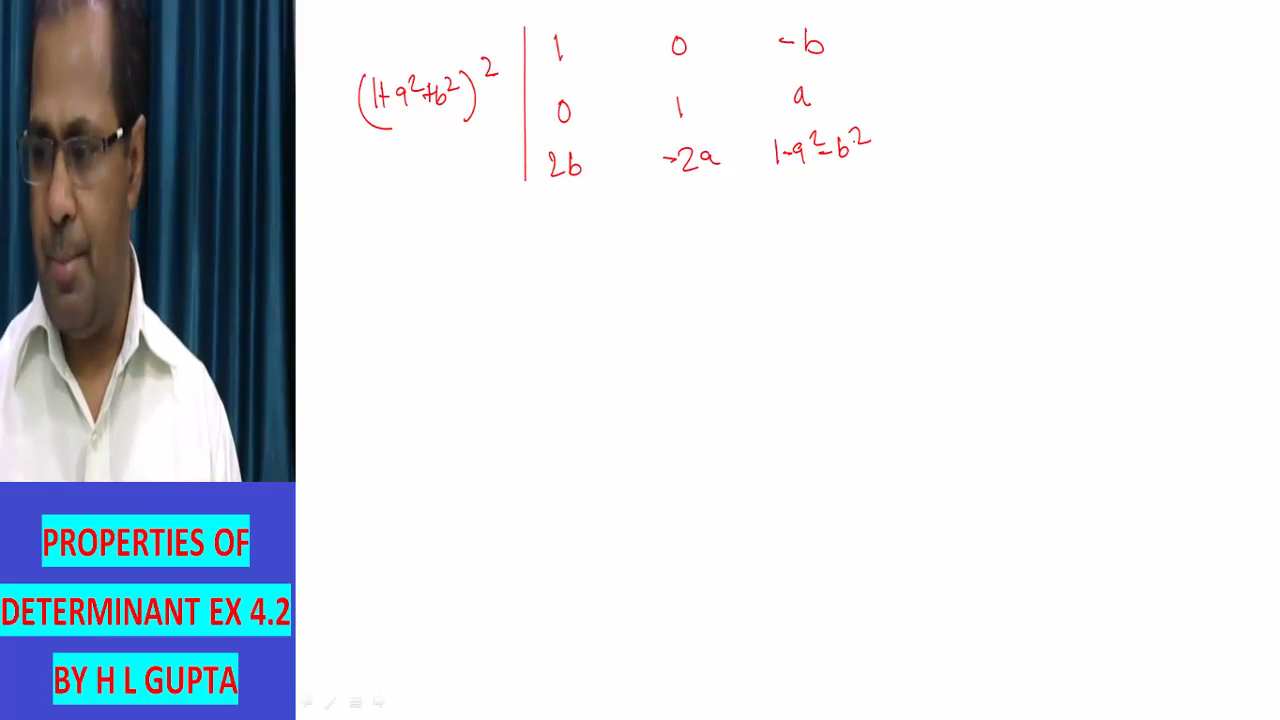 (1+a²+b²)² | 1 0 -b
0 1 a
2b -2a 1-a²-b²
PROPERTIES OF
DETERMINANT EX 4.2
BY H L GUPTA